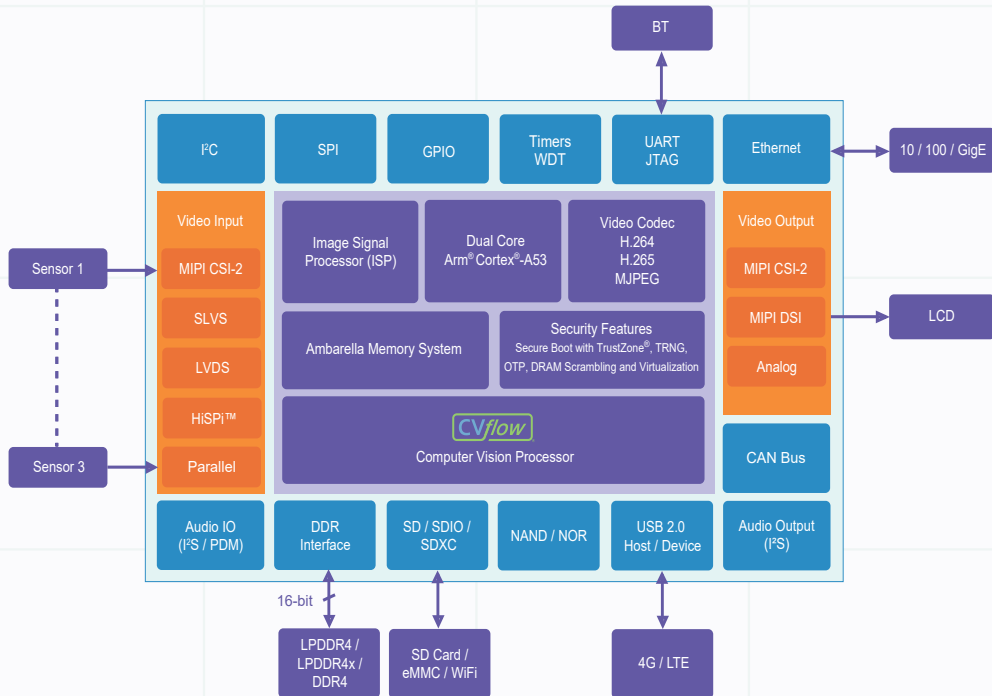 BT
I²C
SPI
GPIO
Timers
WDT
UART
JTAG
Ethernet
10 / 100 / GigE
Video Input
MIPI CSI-2
SLVS
LVDS
HiSPi™
Parallel
Sensor 1
Sensor 3
Image Signal
Processor (ISP)
Dual Core
Arm® Cortex®-A53
Video Codec
H.264
H.265
MJPEG
Ambarella Memory System
Security Features
Secure Boot with TrustZone®, TRNG,
OTP, DRAM Scrambling and Virtualization
CVflow
Computer Vision Processor
Video Output
MIPI CSI-2
MIPI DSI
Analog
LCD
CAN Bus
Audio IO
(I²S / PDM)
DDR
Interface
SD / SDIO /
SDXC
NAND / NOR
USB 2.0
Host / Device
Audio Output
(I²S)
16-bit
LPDDR4 /
LPDDR4x /
DDR4
SD Card /
eMMC / WiFi
4G / LTE